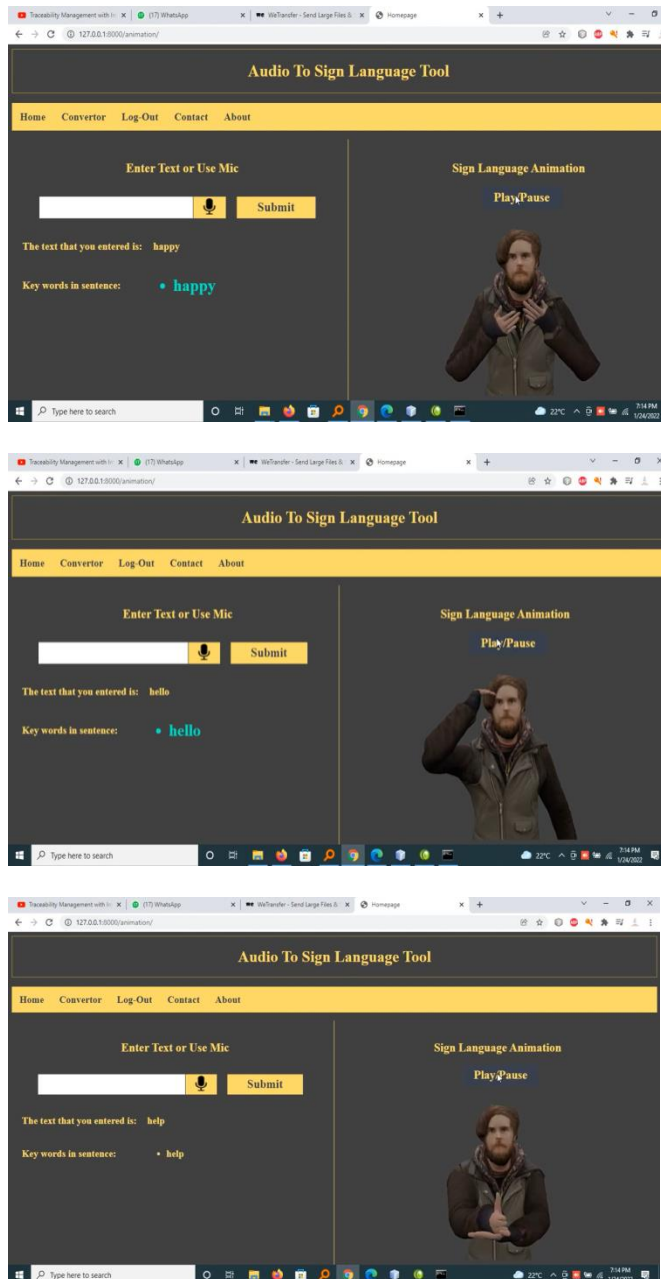 Traceability Management with In
(17) WhatsApp
WeTransfer - Send Large Files &
Homepage
127.0.0.1:8000/animation/
Audio To Sign Language Tool
Home Convertor Log-Out Contact About
Enter Text or Use Mic
Submit
The text that you entered is: happy
Key words in sentence:
• happy
Sign Language Animation
Play/Pause
Type here to search
22°C
7:14 PM
1/24/2022
Traceability Management with In
(17) WhatsApp
WeTransfer - Send Large Files &
Homepage
127.0.0.1:8000/animation/
Audio To Sign Language Tool
Home Convertor Log-Out Contact About
Enter Text or Use Mic
Submit
The text that you entered is: hello
Key words in sentence:
• hello
Sign Language Animation
Play/Pause
Type here to search
22°C
7:14 PM
1/24/2022
Traceability Management with In
(17) WhatsApp
WeTransfer - Send Large Files &
Homepage
127.0.0.1:8000/animation/
Audio To Sign Language Tool
Home Convertor Log-Out Contact About
Enter Text or Use Mic
Submit
The text that you entered is: help
Key words in sentence:
• help
Sign Language Animation
Play/Pause
Type here to search
22°C
7:14 PM